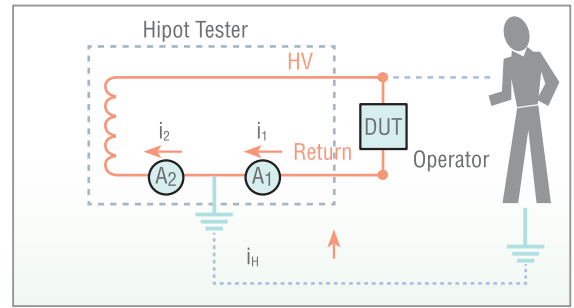 Hipot Tester
HV
i2
i1
Return
DUT
Operator
A2
A1
iH